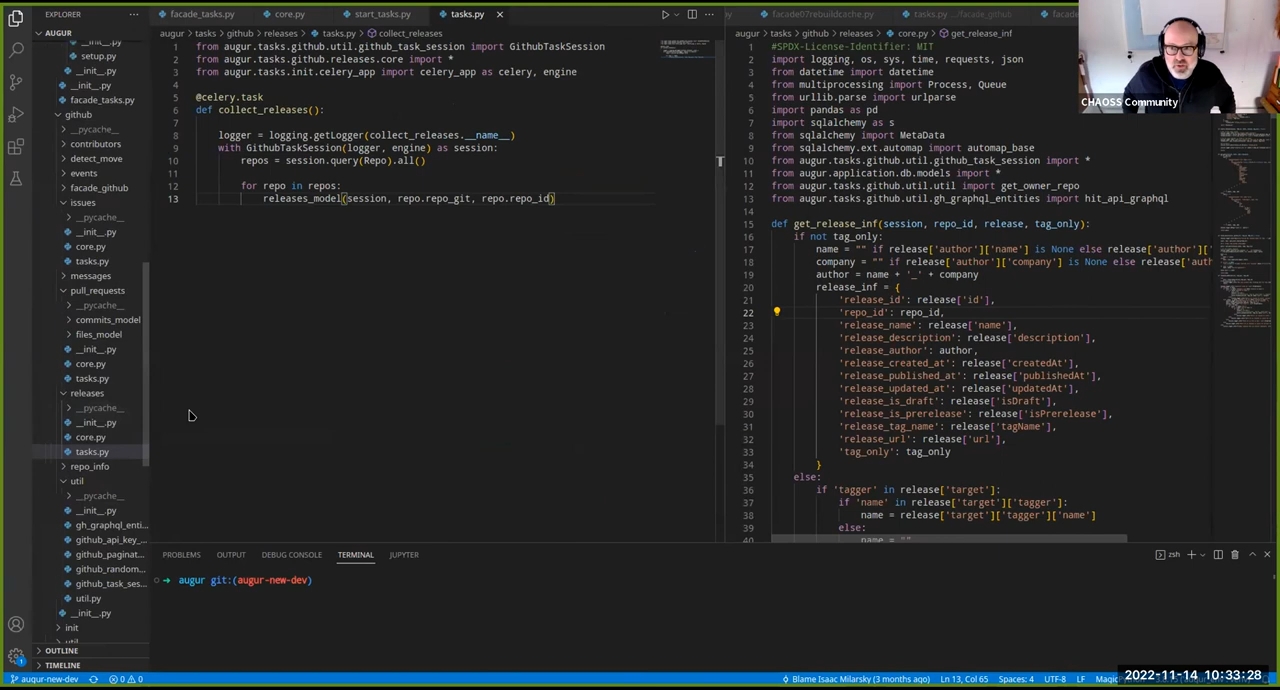 EXPLORER
···
facade_tasks.py
core.py
start_tasks.py
tasks.py
facade07rebuildcache.py
tasks.py .../facade_github
AUGUR
augur > tasks > github > releases > tasks.py > collect_releases
augur > tasks > github > releases > core.py > get_release_inf
__init__.py
setup.py
__init__.py
__init__.py
facade_tasks.py
github
__pycache__
contributors
detect_move
events
facade_github
issues
__pycache__
__init__.py
core.py
tasks.py
messages
pull_requests
__pycache__
commits_model
files_model
__init__.py
core.py
tasks.py
releases
__pycache__
__init__.py
core.py
tasks.py
repo_info
util
__pycache__
__init__.py
gh_graphql_enti...
github_api_key_...
github_paginat...
github_random...
github_task_ses...
util.py
__init__.py
init
OUTLINE
TIMELINE
1 from augur.tasks.github.util.github_task_session import GithubTaskSession
2 from augur.tasks.github.releases.core import *
3 from augur.tasks.init.celery_app import celery_app as celery, engine
4
5 @celery.task
6 def collect_releases():
7
8 logger = logging.getLogger(collect_releases.__name__)
9 with GithubTaskSession(logger, engine) as session:
10 repos = session.query(Repo).all()
11
12 for repo in repos:
13 releases_model(session, repo.repo_git, repo.repo_id)
1 #SPDX-License-Identifier: MIT
2 import logging, os, sys, time, requests, json
3 from datetime import datetime
4 from multiprocessing import Process, Queue
5 from urllib.parse import urlparse
6 import pandas as pd
7 import sqlalchemy as s
8 from sqlalchemy import MetaData
9 from sqlalchemy.ext.automap import automap_base
10 from augur.tasks.github.util.github_task_session import *
11 from augur.application.db.models import *
12 from augur.tasks.github.util.util import get_owner_repo
13 from augur.tasks.github.util.gh_graphql_entities import hit_api_graphql
14
15 def get_release_inf(session, repo_id, release, tag_only):
16 if not tag_only:
17 name = "" if release['author']['name'] is None else release['author']['
18 company = "" if release['author']['company'] is None else release['auth
19 author = name + '_' + company
20 release_inf = {
21 'release_id': release['id'],
22 'repo_id': repo_id,
23 'release_name': release['name'],
24 'release_description': release['description'],
25 'release_author': author,
26 'release_created_at': release['createdAt'],
27 'release_published_at': release['publishedAt'],
28 'release_updated_at': release['updatedAt'],
29 'release_is_draft': release['isDraft'],
30 'release_is_prerelease': release['isPrerelease'],
31 'release_tag_name': release['tagName'],
32 'release_url': release['url'],
33 'tag_only': tag_only
34 }
35 else:
36 if 'tagger' in release['target']:
37 if 'name' in release['target']['tagger']:
38 name = release['target']['tagger']['name']
39 else:
40 name = ""
CHAOSS Community
PROBLEMS
OUTPUT
DEBUG CONSOLE
TERMINAL
JUPYTER
zsh
augur git:(augur-new-dev)
augur-new-dev
0 0
Blame Isaac Milarsky (3 months ago)
Ln 13, Col 65
Spaces: 4
UTF-8
LF
2022-11-14 10:33:28